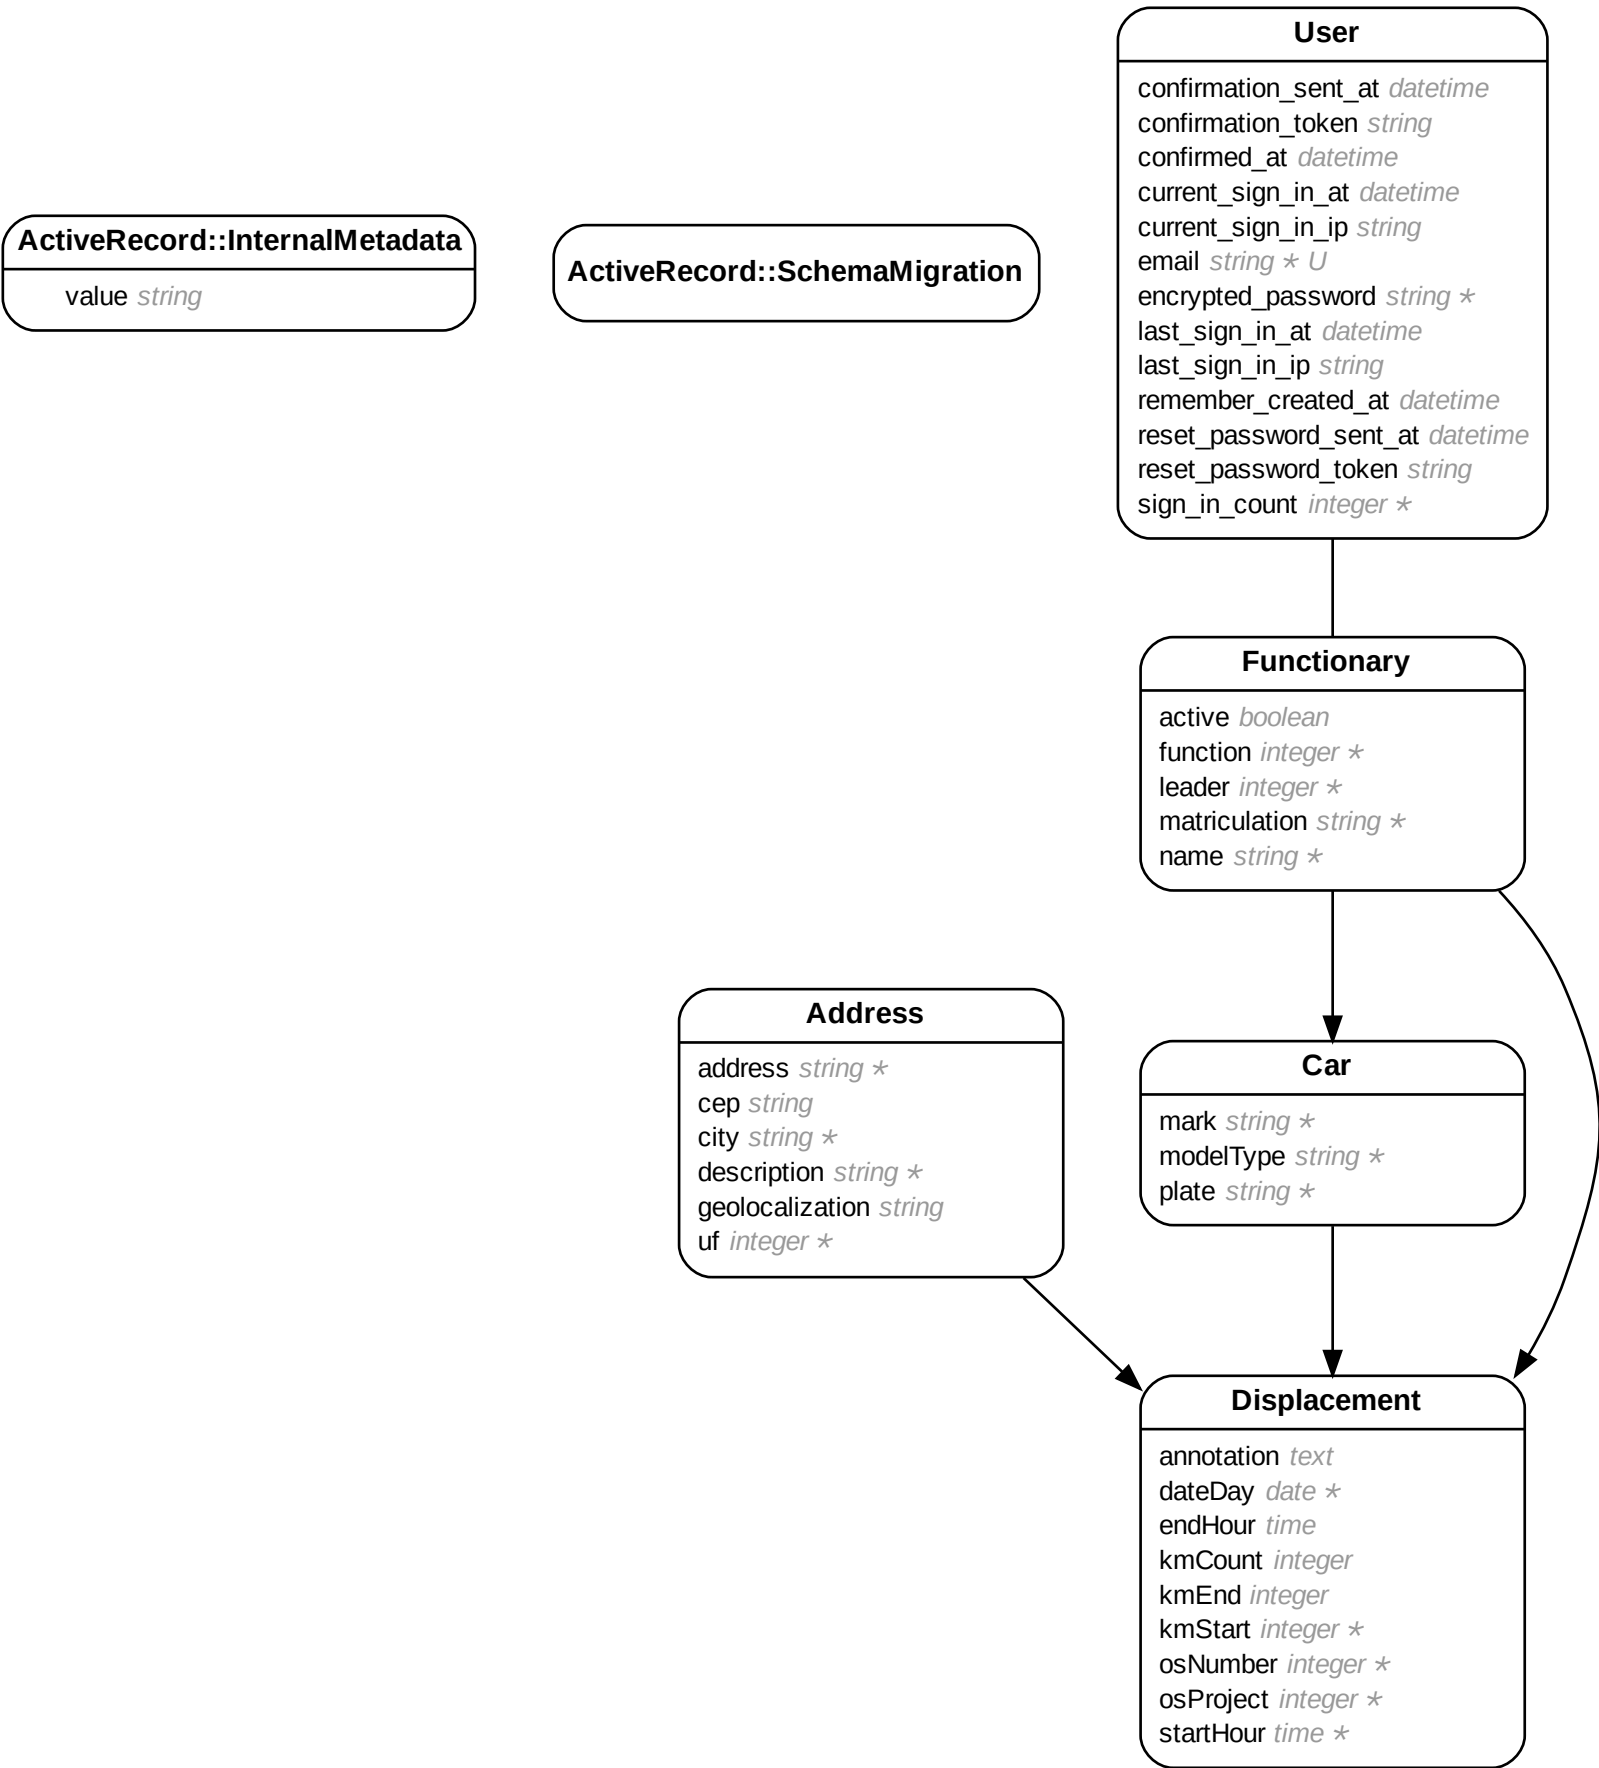 User
confirmation_sent_at datetime
confirmation_token string
confirmed_at datetime
current_sign_in_at datetime
current_sign_in_ip string
email string * U
encrypted_password string *
last_sign_in_at datetime
last_sign_in_ip string
remember_created_at datetime
reset_password_sent_at datetime
reset_password_token string
sign_in_count integer *
ActiveRecord::InternalMetadata
value string
ActiveRecord::SchemaMigration
Functionary
active boolean
function integer *
leader integer *
matriculation string *
name string *
Address
address string *
cep string
city string *
description string *
geolocalization string
uf integer *
Car
mark string *
modelType string *
plate string *
Displacement
annotation text
dateDay date *
endHour time
kmCount integer
kmEnd integer
kmStart integer *
osNumber integer *
osProject integer *
startHour time *